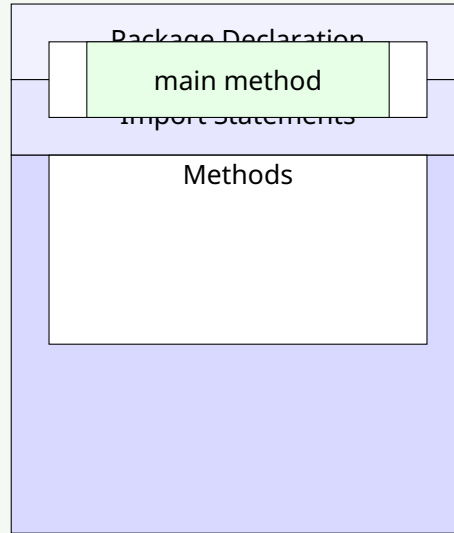 Package Declaration
main method
Import Statements
Methods